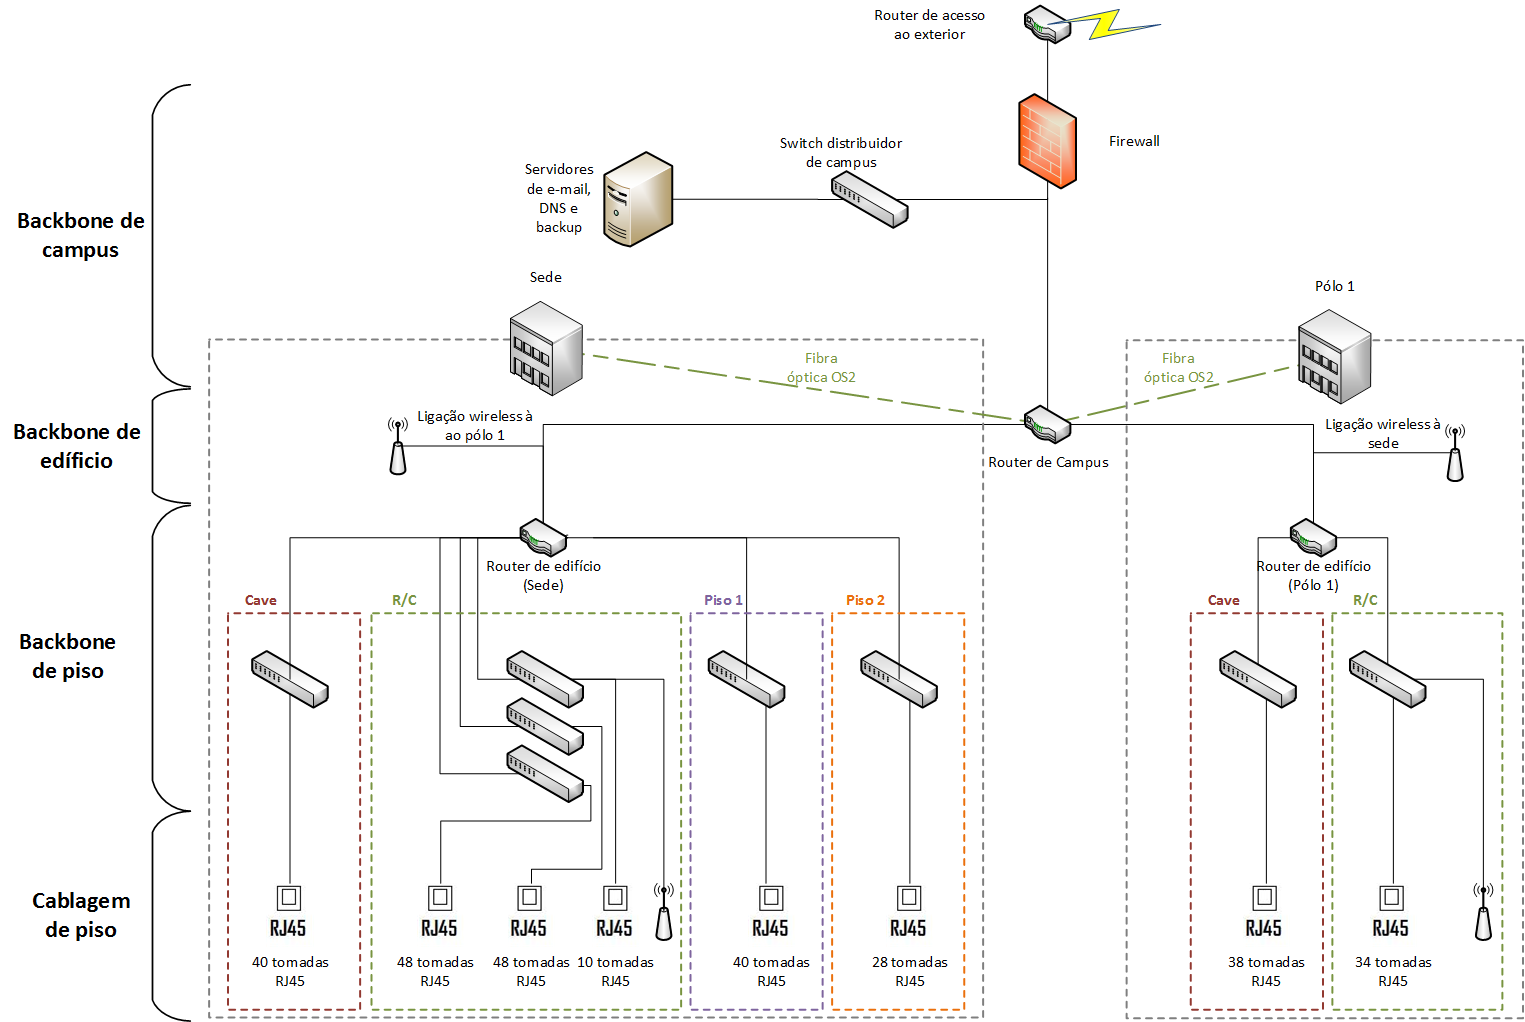 Router de acesso
ao exterior
Firewall
Switch distribuidor
de campus
Servidores
de e-mail,
DNS e
backup
Backbone de
campus
Sede
Pólo 1
Fibra
óptica OS2
Fibra
óptica OS2
Backbone de
edíficio
Ligação wireless à
ao pólo 1
Router de Campus
Ligação wireless à
sede
Router de edifício
(Sede)
Router de edifício
(Pólo 1)
Backbone
de piso
Cave
R/C
Piso 1
Piso 2
Cave
R/C
Cablagem
de piso
RJ45
RJ45
RJ45
RJ45
RJ45
RJ45
RJ45
RJ45
40 tomadas
RJ45
48 tomadas
RJ45
48 tomadas
RJ45
10 tomadas
RJ45
40 tomadas
RJ45
28 tomadas
RJ45
38 tomadas
RJ45
34 tomadas
RJ45